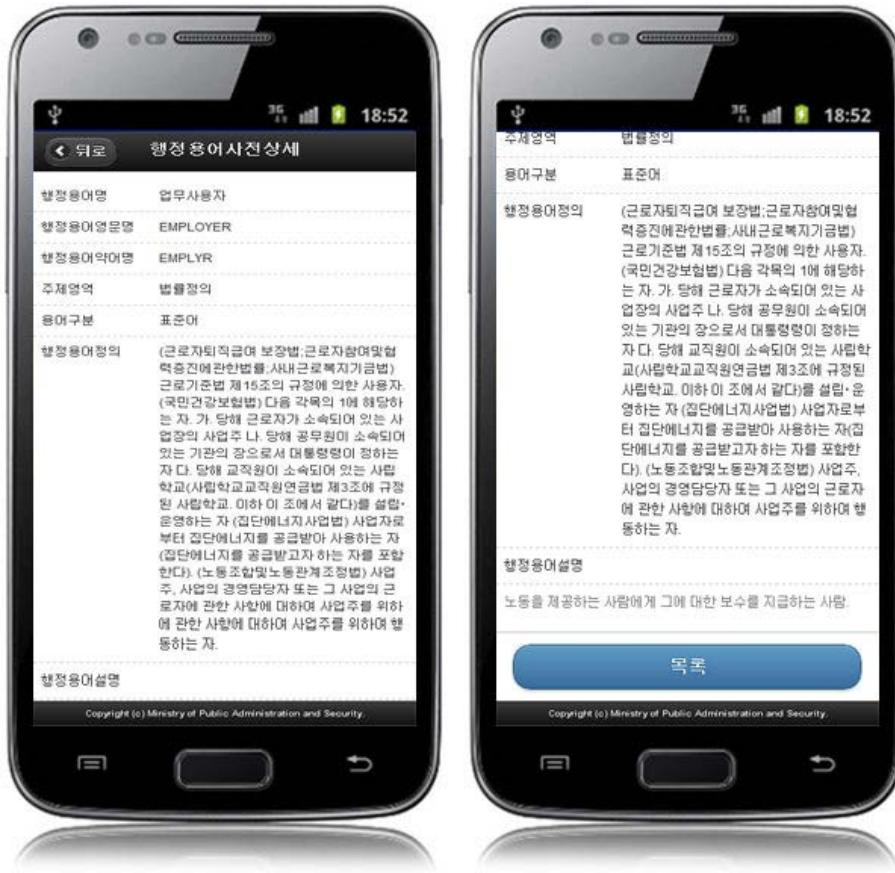 3G
18:52
뒤로
행정용어사전상세
행정용어명 업무사용자
행정용어영문명 EMPLOYER
행정용어약어명 EMPLYR
주제영역 법률정의
용어구분 표준어
행정용어정의 (근로자퇴직급여 보장법;근로자참여및협
력증진에관한법률;사내근로복지기금법)
근로기준법 제15조의 규정에 의한 사용자.
(국민건강보험법) 다음 각목의 1에 해당하
는 자. 가. 당해 근로자가 소속되어 있는 사
업장의 사업주 나. 당해 공무원이 소속되어
있는 기관의 장으로서 대통령령이 정하는
자 다. 당해 교직원이 소속되어 있는 사립
학교(사립학교교직원연금법 제3조에 규정
된 사립학교. 이하 이 조에서 같다)를 설립·
운영하는 자 (집단에너지사업법) 사업자로
부터 집단에너지를 공급받아 사용하는 자
(집단에너지를 공급받고자 하는 자를 포함
한다). (노동조합및노동관계조정법) 사업
주, 사업의 경영담당자 또는 그 사업의 근
로자에 관한 사항에 대하여 사업주를 위하
에 관한 사항에 대하여 사업주를 위하여 행
동하는 자.
행정용어설명
Copyright (c) Ministry of Public Administration and Security.
3G
18:52
주제영역 법률정의
용어구분 표준어
행정용어정의 (근로자퇴직급여 보장법;근로자참여및협
력증진에관한법률;사내근로복지기금법)
근로기준법 제15조의 규정에 의한 사용자.
(국민건강보험법) 다음 각목의 1에 해당하
는 자. 가. 당해 근로자가 소속되어 있는 사
업장의 사업주 나. 당해 공무원이 소속되어
있는 기관의 장으로서 대통령령이 정하는
자 다. 당해 교직원이 소속되어 있는 사립학
교(사립학교교직원연금법 제3조에 규정된
사립학교. 이하 이 조에서 같다)를 설립·운
영하는 자 (집단에너지사업법) 사업자로부
터 집단에너지를 공급받아 사용하는 자(집
단에너지를 공급받고자 하는 자를 포함한
다). (노동조합및노동관계조정법) 사업주,
사업의 경영담당자 또는 그 사업의 근로자
에 관한 사항에 대하여 사업주를 위하여 행
동하는 자.
행정용어설명
노동을 제공하는 사람에게 그에 대한 보수를 지급하는 사람.
목록
Copyright (c) Ministry of Public Administration and Security.